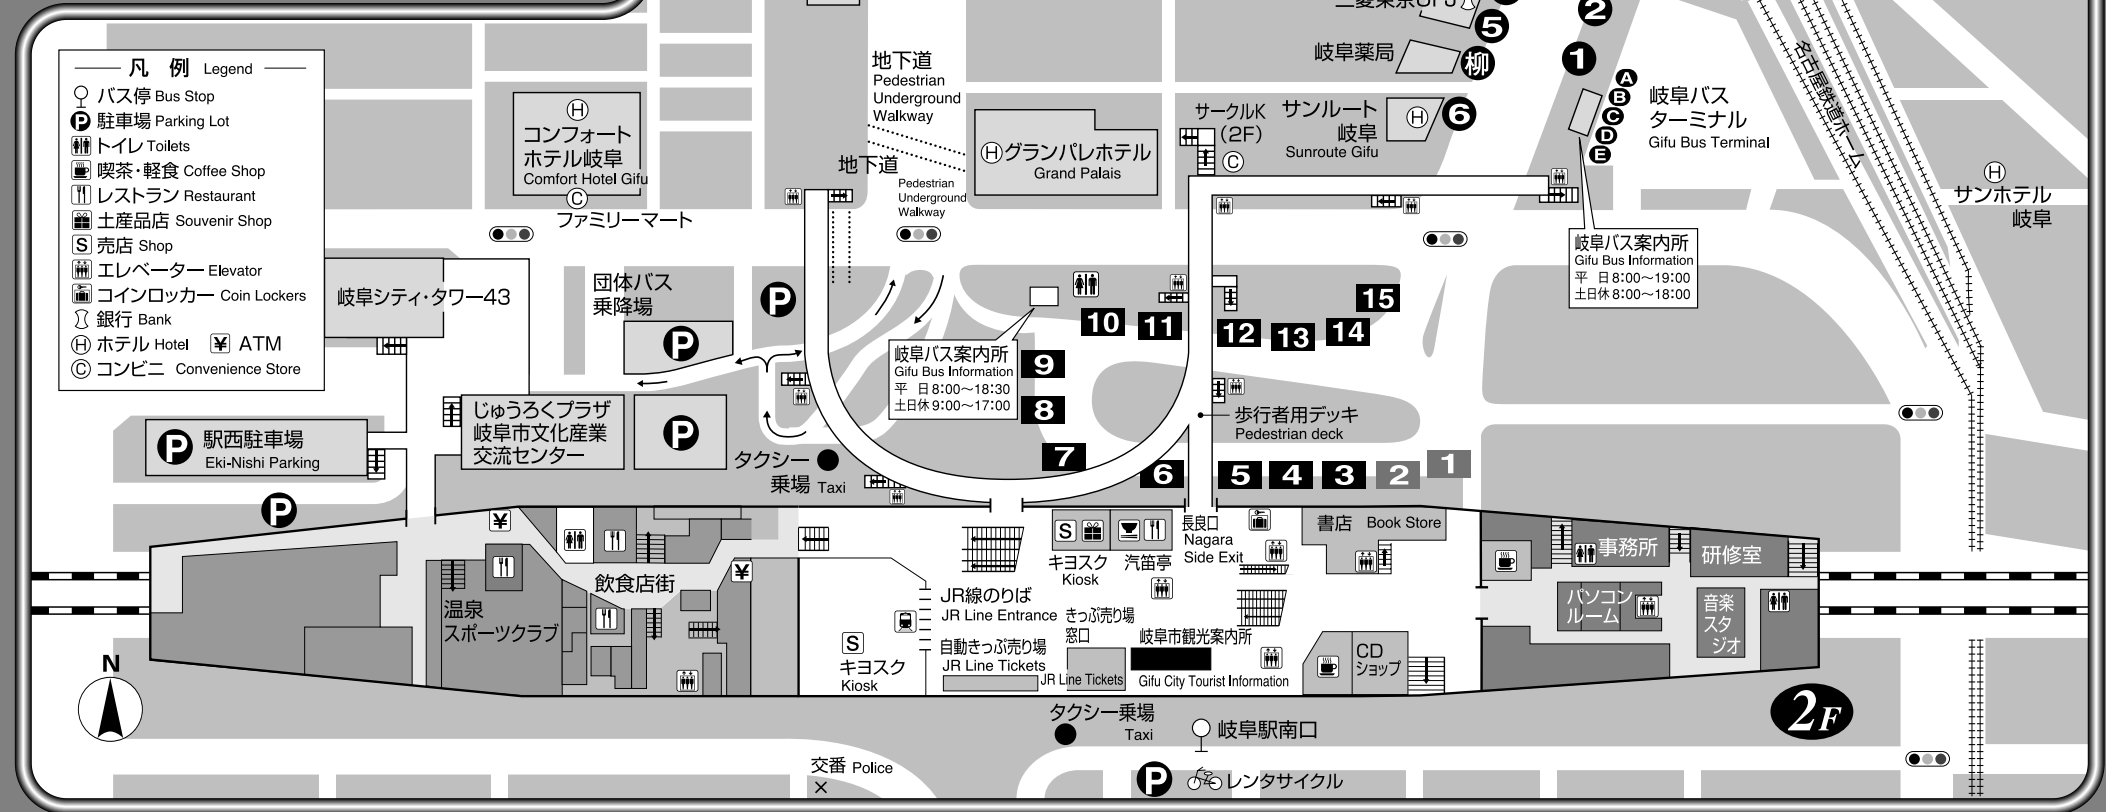 凡 例 Legend
バス停 Bus Stop
P 駐車場 Parking Lot
トイレ Toilets
喫茶・軽食 Coffee Shop
レストラン Restaurant
土産品店 Souvenir Shop
S 売店 Shop
エレベーター Elevator
コインロッカー Coin Lockers
銀行 Bank
H ホテル Hotel ¥ ATM
C コンビニ Convenience Store
H
コンフォート
ホテル岐阜
Comfort Hotel Gifu
C
ファミリーマート
地下道
Pedestrian
Underground
Walkway
地下道
Pedestrian
Underground
Walkway
H グランパレホテル
Grand Palais
サークルK
(2F)
C
サンルート
岐阜
Sunroute Gifu
H
6
5
岐阜薬局
柳
2
1
A
B
C
D
E
岐阜バス
ターミナル
Gifu Bus Terminal
名古屋鉄道ホーム
H
サンホテル
岐阜
岐阜バス案内所
Gifu Bus Information
平 日 8:00～19:00
土日休 8:00～18:00
岐阜シティ・タワー43
団体バス
乗降場
P
P
P
岐阜バス案内所
Gifu Bus Information
平 日 8:00～18:30
土日休 9:00～17:00
10
11
12
13
14
15
9
8
7
6
5
4
3
2
1
歩行者用デッキ
Pedestrian deck
じゅうろくプラザ
岐阜市文化産業
交流センター
P 駅西駐車場
Eki-Nishi Parking
P
タクシー
乗場 Taxi
¥
温泉
スポーツクラブ
飲食店街
¥
S
キヨスク
Kiosk
JR線のりば
JR Line Entrance
自動きっぷ売り場
JR Line Tickets
S
キヨスク
Kiosk
汽笛亭
長良口
Nagara
Side Exit
きっぷ売り場
窓口
JR Line Tickets
岐阜市観光案内所
Gifu City Tourist Information
書店 Book Store
CD
ショップ
事務所
研修室
パソコン
ルーム
音楽
スタ
ジオ
N
2F
タクシー乗場
Taxi
岐阜駅南口
交番 Police
×
P レンタサイクル